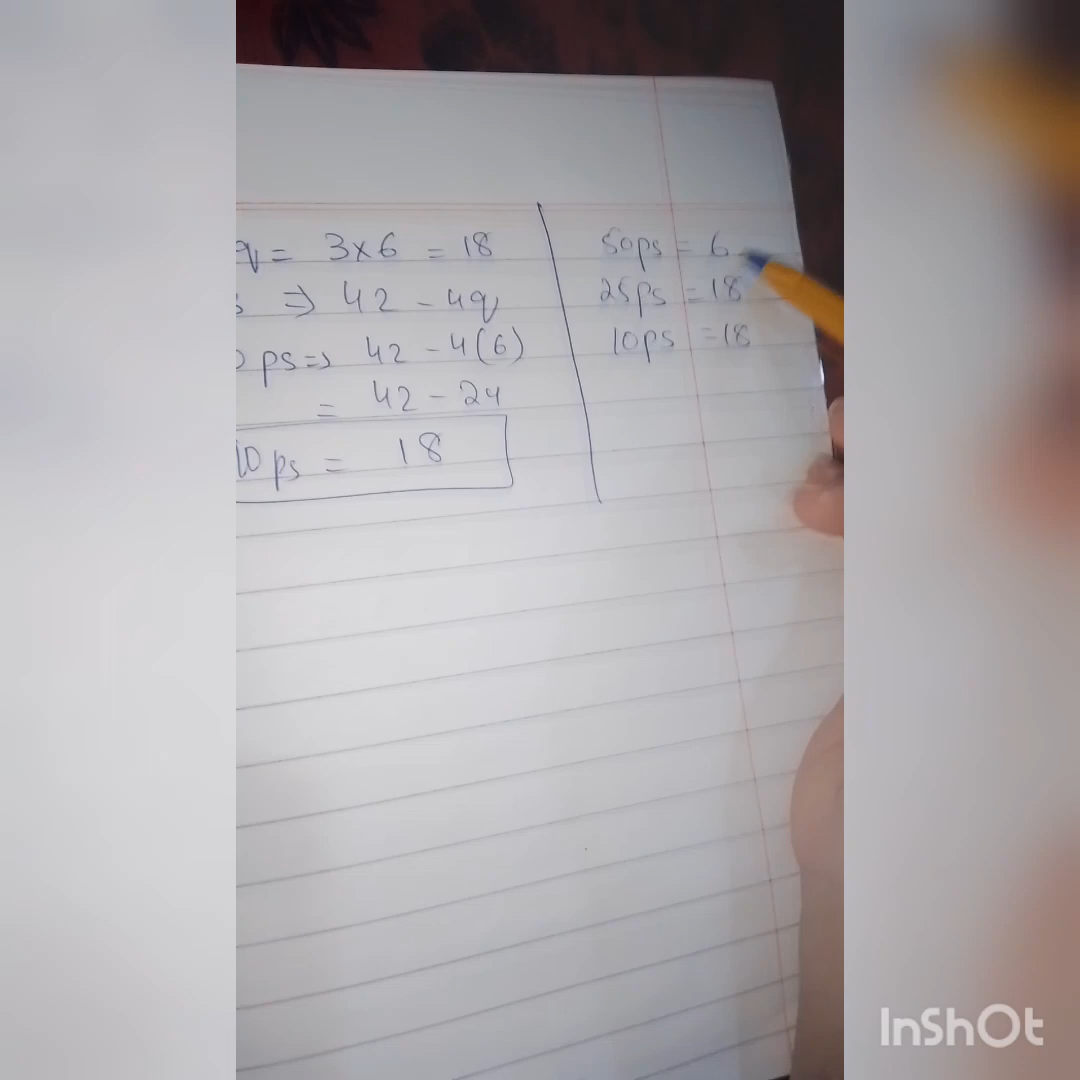 q = 3x6 = 18
⇒ 42 - 4q
ps ⇒ 42 - 4(6)
= 42 - 24
10ps = 18
50ps = 6
25ps = 18
10ps = 18
InShOt